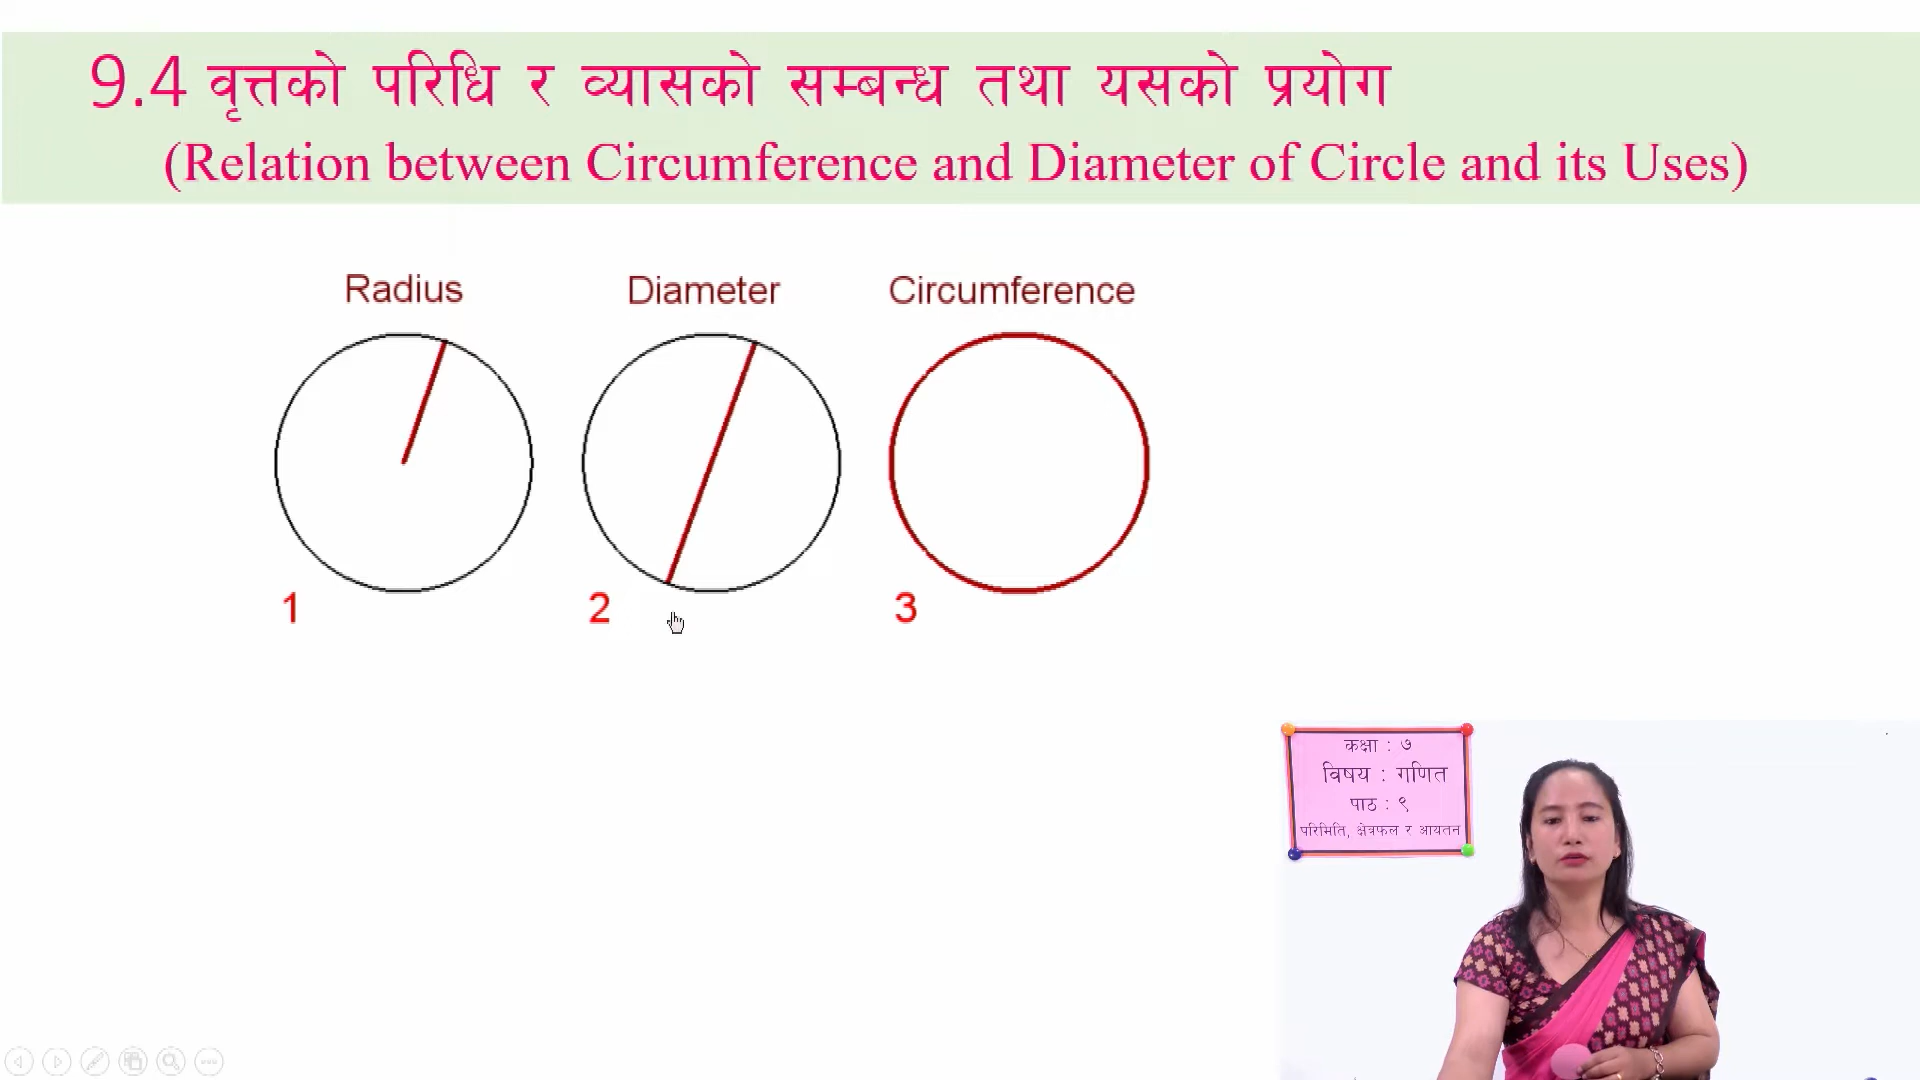 9.4 वृत्तको परिधि र व्यासको सम्बन्ध तथा यसको प्रयोग
(Relation between Circumference and Diameter of Circle and its Uses)
Radius Diameter Circumference
1 2 3
कक्षा : ७
विषय : गणित
पाठ : ९
परिमिति, क्षेत्रफल र आयतन